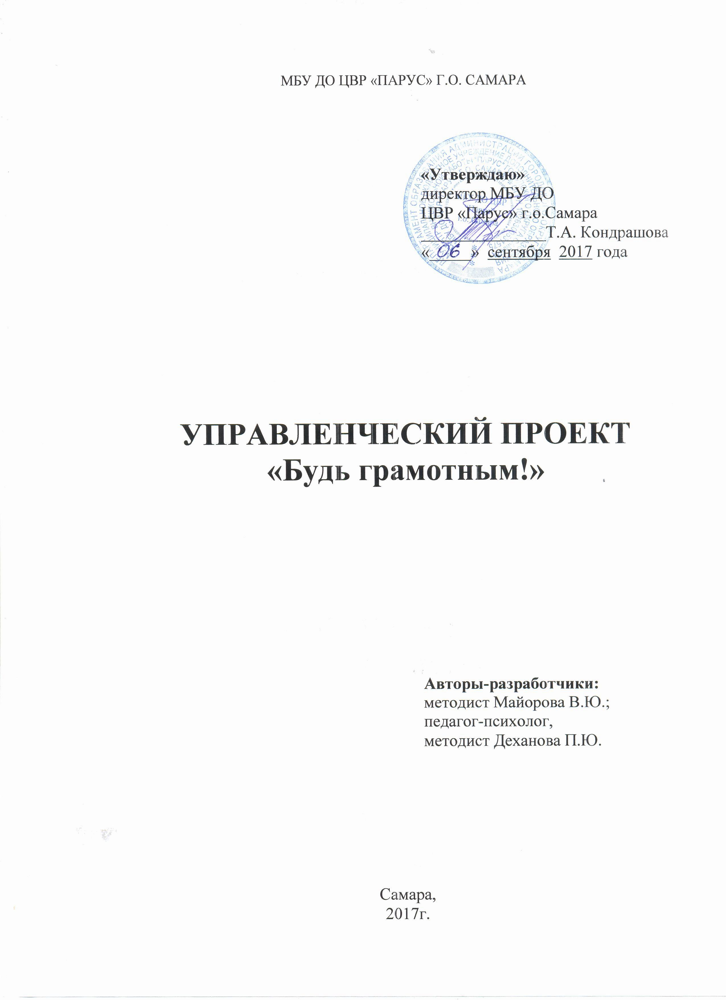 МБУ ДО ЦВР «ПАРУС» Г.О. САМАРА
«Утверждаю»
директор МБУ ДО
ЦВР «Парус» г.о.Самара
Т.А. Кондрашова
«06» сентября 2017 года
УПРАВЛЕНЧЕСКИЙ ПРОЕКТ
«Будь грамотным!»
Авторы-разработчики:
методист Майорова В.Ю.;
педагог-психолог,
методист Деханова П.Ю.
Самара,
2017г.